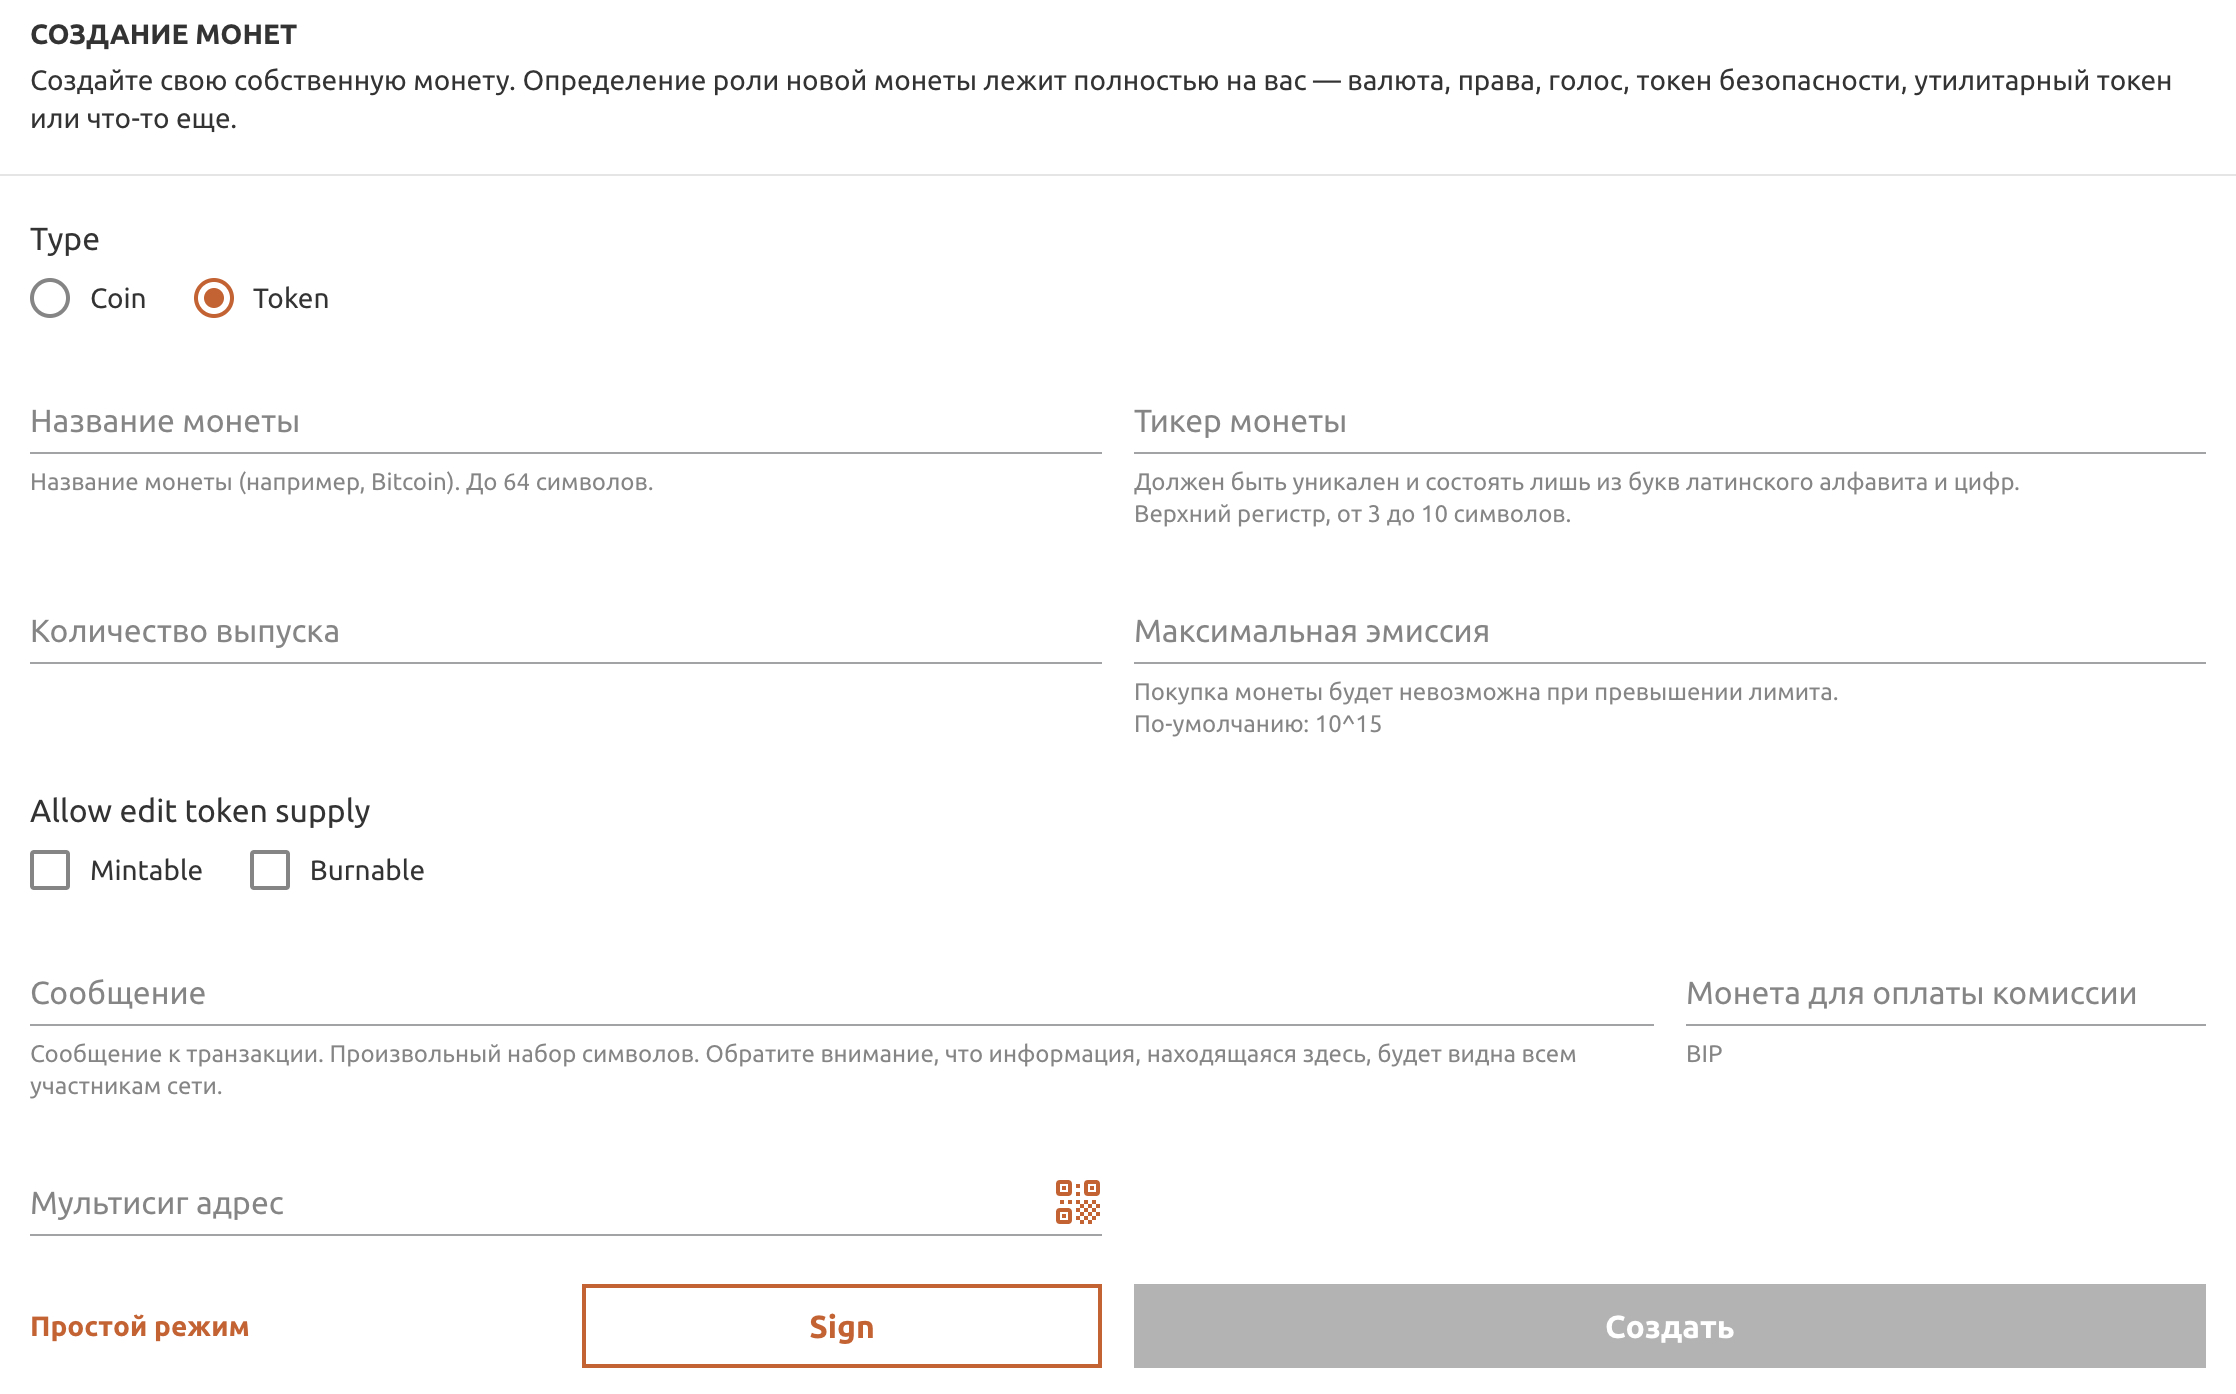 СОЗДАНИЕ МОНЕТ
Создайте свою собственную монету. Определение роли новой монеты лежит полностью на вас — валюта, права, голос, токен безопасности, утилитарный токен
или что-то еще.
Type
Coin Token
Название монеты
Название монеты (например, Bitcoin). До 64 символов.
Тикер монеты
Должен быть уникален и состоять лишь из букв латинского алфавита и цифр.
Верхний регистр, от 3 до 10 символов.
Количество выпуска
Максимальная эмиссия
Покупка монеты будет невозможна при превышении лимита.
По-умолчанию: 10^15
Allow edit token supply
Mintable Burnable
Сообщение
Сообщение к транзакции. Произвольный набор символов. Обратите внимание, что информация, находящаяся здесь, будет видна всем
участникам сети.
Монета для оплаты комиссии
BIP
Мультисиг адрес
Простой режим
Sign
Создать